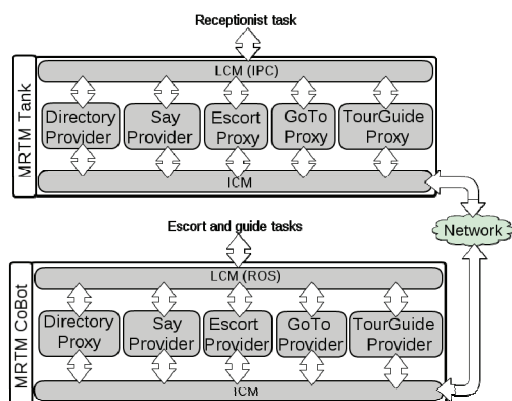 Receptionist task
MRTM Tank
LCM (IPC)
Directory Provider
Say Provider
Escort Proxy
GoTo Proxy
TourGuide Proxy
ICM
Network
Escort and guide tasks
MRTM CoBot
LCM (ROS)
Directory Proxy
Say Provider
Escort Provider
GoTo Provider
TourGuide Provider
ICM